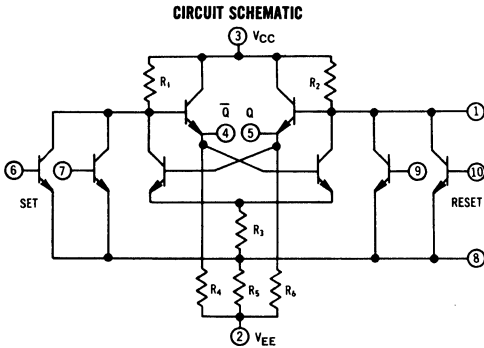 CIRCUIT SCHEMATIC
3 VCC
R1
R2
Q̅ Q
4 5
1
6 7
9 10
SET
RESET
R3
8
R4 R5 R6
2 VEE